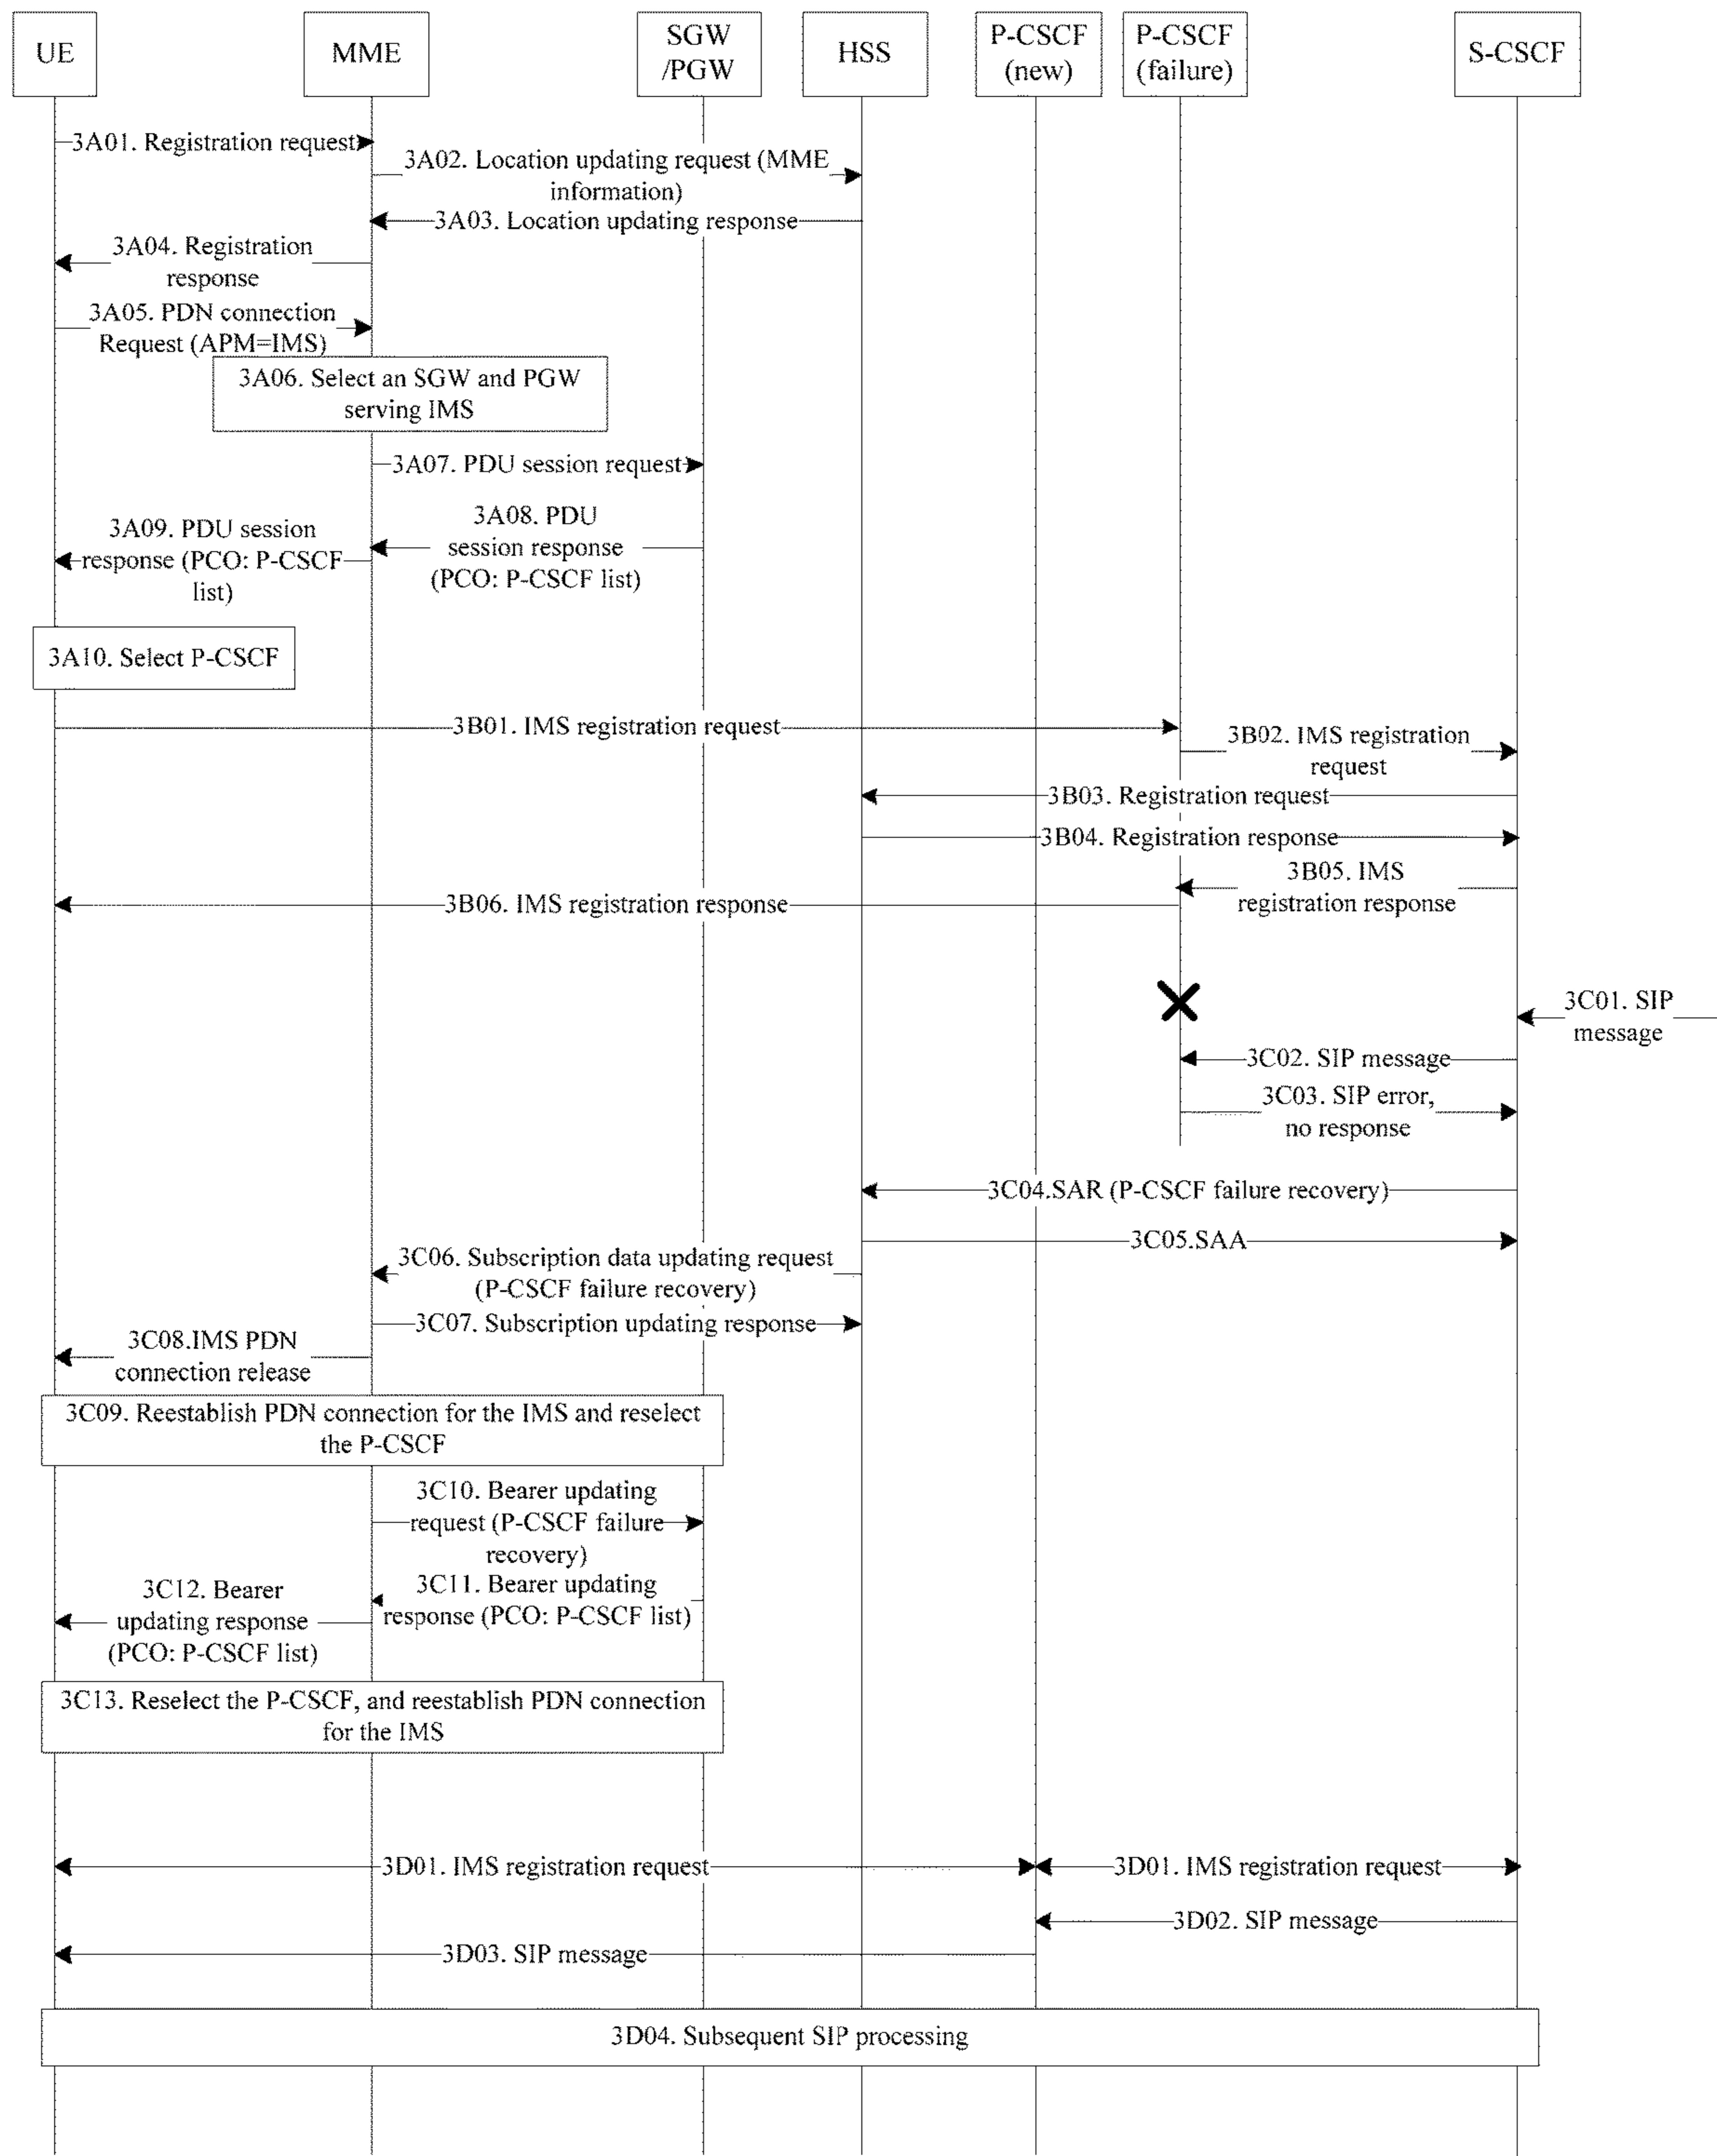 UE
MME
SGW
/PGW
HSS
P-CSCF
(new)
P-CSCF
(failure)
S-CSCF
3A01. Registration request
3A02. Location updating request (MME
information)
3A03. Location updating response
3A04. Registration
response
3A05. PDN connection
Request (APM=IMS)
3A06. Select an SGW and PGW
serving IMS
3A07. PDU session request
3A08. PDU
session response
(PCO: P-CSCF list)
3A09. PDU session
response (PCO: P-CSCF
list)
3A10. Select P-CSCF
3B01. IMS registration request
3B02. IMS registration
request
3B03. Registration request
3B04. Registration response
3B05. IMS
registration response
3B06. IMS registration response
3C01. SIP
message
3C02. SIP message
3C03. SIP error,
no response
3C04.SAR (P-CSCF failure recovery)
3C05.SAA
3C06. Subscription data updating request
(P-CSCF failure recovery)
3C07. Subscription updating response
3C08.IMS PDN
connection release
3C09. Reestablish PDN connection for the IMS and reselect
the P-CSCF
3C10. Bearer updating
request (P-CSCF failure
recovery)
3C11. Bearer updating
response (PCO: P-CSCF list)
3C12. Bearer
updating response
(PCO: P-CSCF list)
3C13. Reselect the P-CSCF, and reestablish PDN connection
for the IMS
3D01. IMS registration request
3D01. IMS registration request
3D02. SIP message
3D03. SIP message
3D04. Subsequent SIP processing